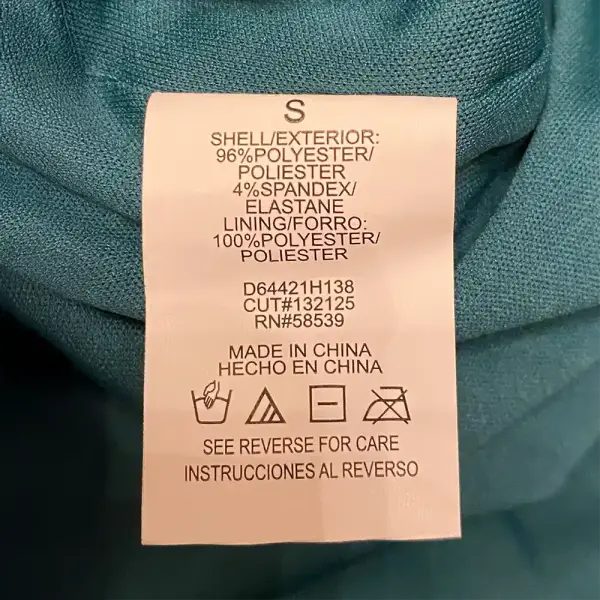 S
SHELL/EXTERIOR:
96%POLYESTER/
POLIESTER
4%SPANDEX/
ELASTANE
LINING/FORRO:
100%POLYESTER/
POLIESTER
D64421H138
CUT#132125
RN#58539
MADE IN CHINA
HECHO EN CHINA
SEE REVERSE FOR CARE
INSTRUCCIONES AL REVERSO